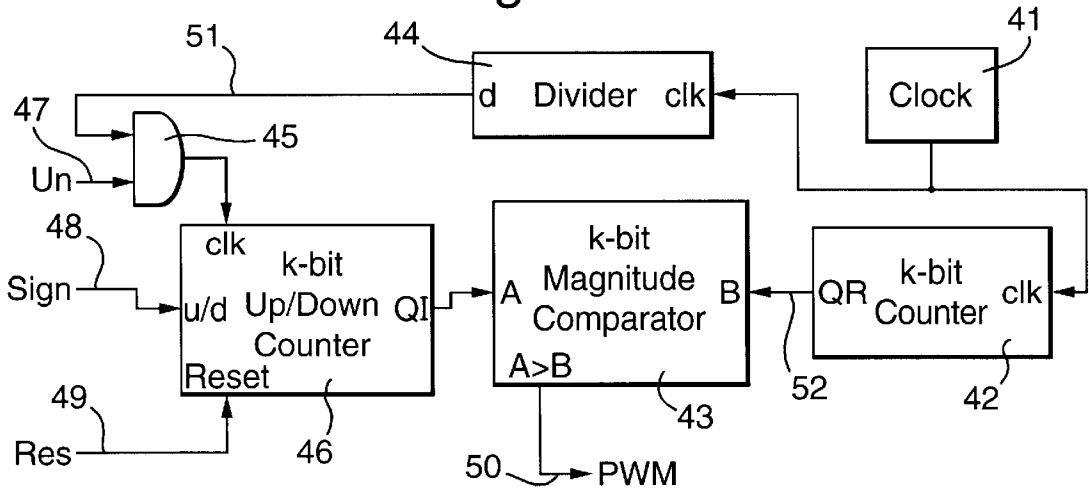 51
44
41
d Divider clk
Clock
47
45
Un
48
clk
k-bit
Up/Down
Counter
u/d
QI
Reset
Sign
k-bit
Magnitude
Comparator
A
B
A>B
k-bit
Counter
QR
clk
49
Res
46
43
52
42
50
PWM